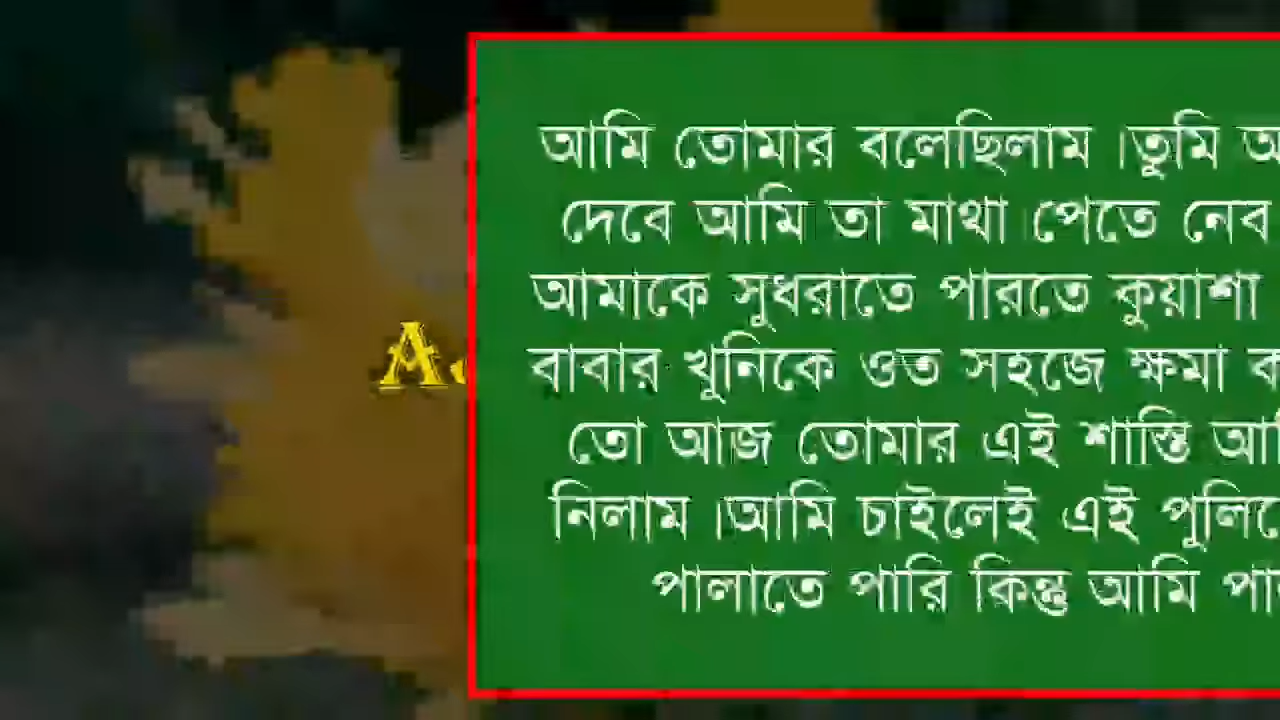 আমি তোমার বলেছিলাম ।তুমি
দেবে আমি তা মাথা পেতে নেব
আমাকে সুধরাতে পারতে কুয়াশা
বাবার খুনিকে ওত সহজে ক্ষমা
তো আজ তোমার এই শাস্তি
নিলাম ।আমি চাইলেই এই
পালাতে পারি কিন্তু আমি